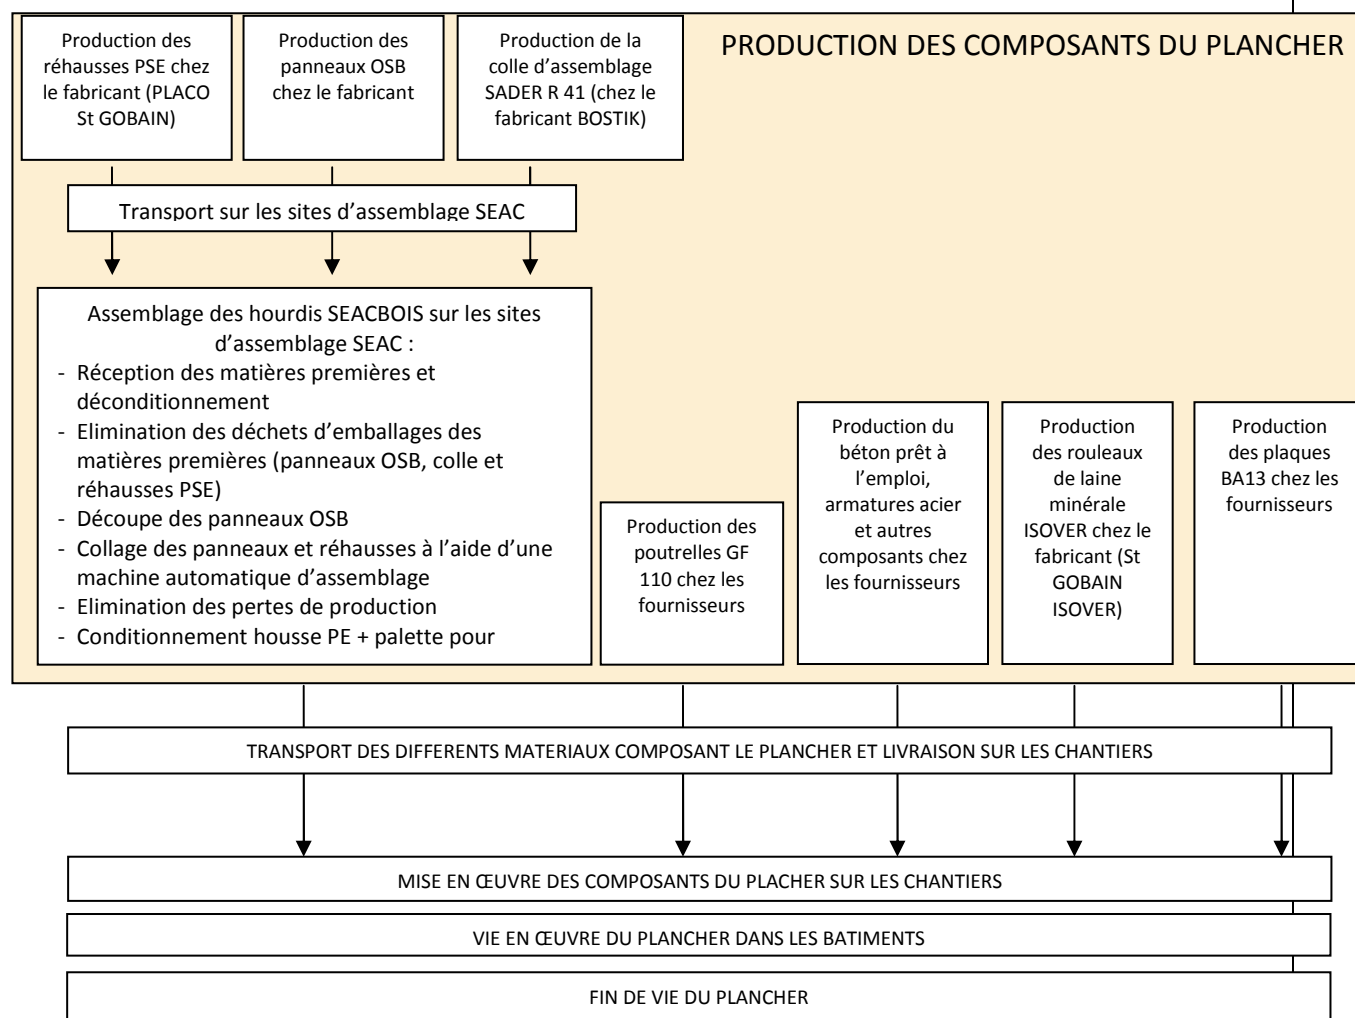 PRODUCTION DES COMPOSANTS DU PLANCHER
Production des
réhausses PSE chez
le fabricant (PLACO
St GOBAIN)
Production des
panneaux OSB
chez le fabricant
Production de la
colle d’assemblage
SADER R 41 (chez le
fabricant BOSTIK)
Transport sur les sites d’assemblage SEAC
Assemblage des hourdis SEACBOIS sur les sites
d’assemblage SEAC :
- Réception des matières premières et
déconditionnement
- Elimination des déchets d’emballages des
matières premières (panneaux OSB, colle et
réhausses PSE)
- Découpe des panneaux OSB
- Collage des panneaux et réhausses à l’aide d’une
machine automatique d’assemblage
- Elimination des pertes de production
- Conditionnement housse PE + palette pour
Production des
poutrelles GF
110 chez les
fournisseurs
Production du
béton prêt à
l’emploi,
armatures acier
et autres
composants chez
les fournisseurs
Production
des rouleaux
de laine
minérale
ISOVER chez le
fabricant (St
GOBAIN
ISOVER)
Production
des plaques
BA13 chez les
fournisseurs
TRANSPORT DES DIFFERENTS MATERIAUX COMPOSANT LE PLANCHER ET LIVRAISON SUR LES CHANTIERS
MISE EN ŒUVRE DES COMPOSANTS DU PLACHER SUR LES CHANTIERS
VIE EN ŒUVRE DU PLANCHER DANS LES BATIMENTS
FIN DE VIE DU PLANCHER